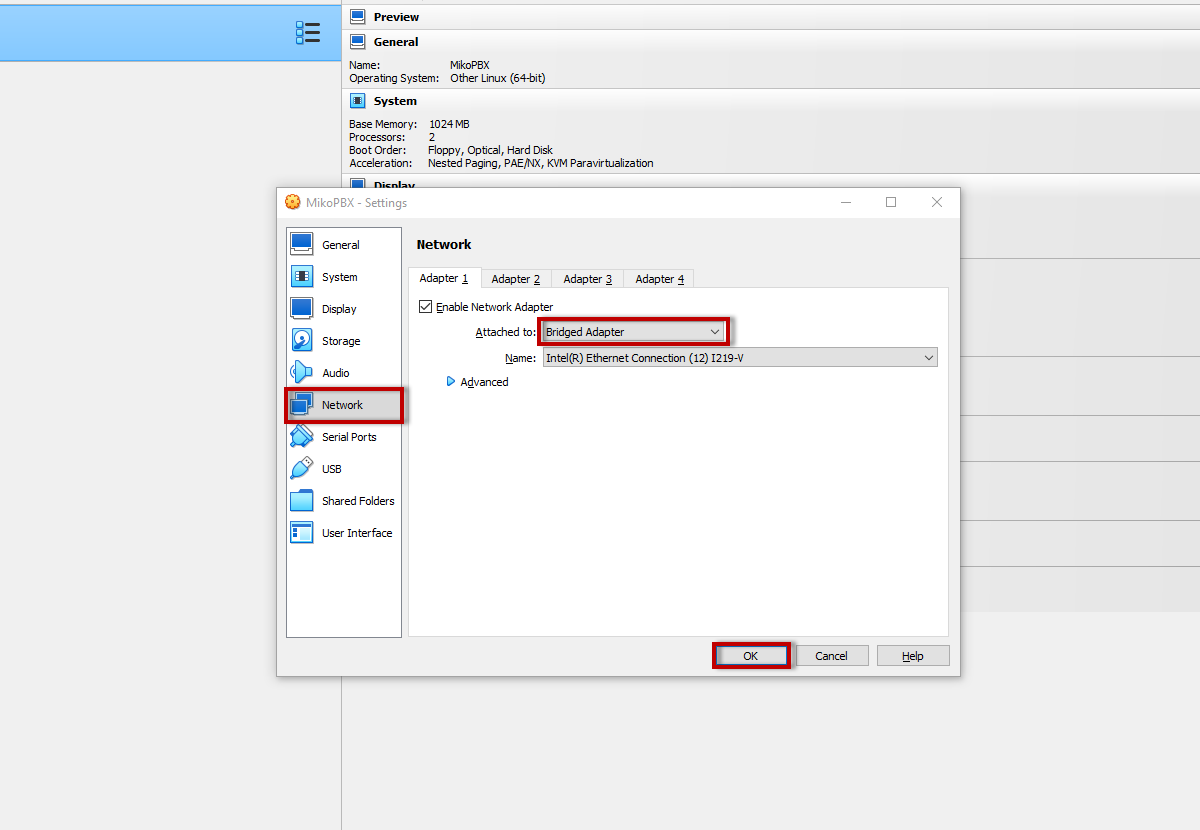 Preview
General
Name: MikoPBX
Operating System: Other Linux (64-bit)
System
Base Memory: 1024 MB
Processors: 2
Boot Order: Floppy, Optical, Hard Disk
Acceleration: Nested Paging, PAE/NX, KVM Paravirtualization
Display
MikoPBX - Settings
General
System
Display
Storage
Audio
Network
Serial Ports
USB
Shared Folders
User Interface
Network
Adapter 1 Adapter 2 Adapter 3 Adapter 4
Enable Network Adapter
Attached to: Bridged Adapter
Name: Intel(R) Ethernet Connection (12) I219-V
Advanced
OK Cancel Help